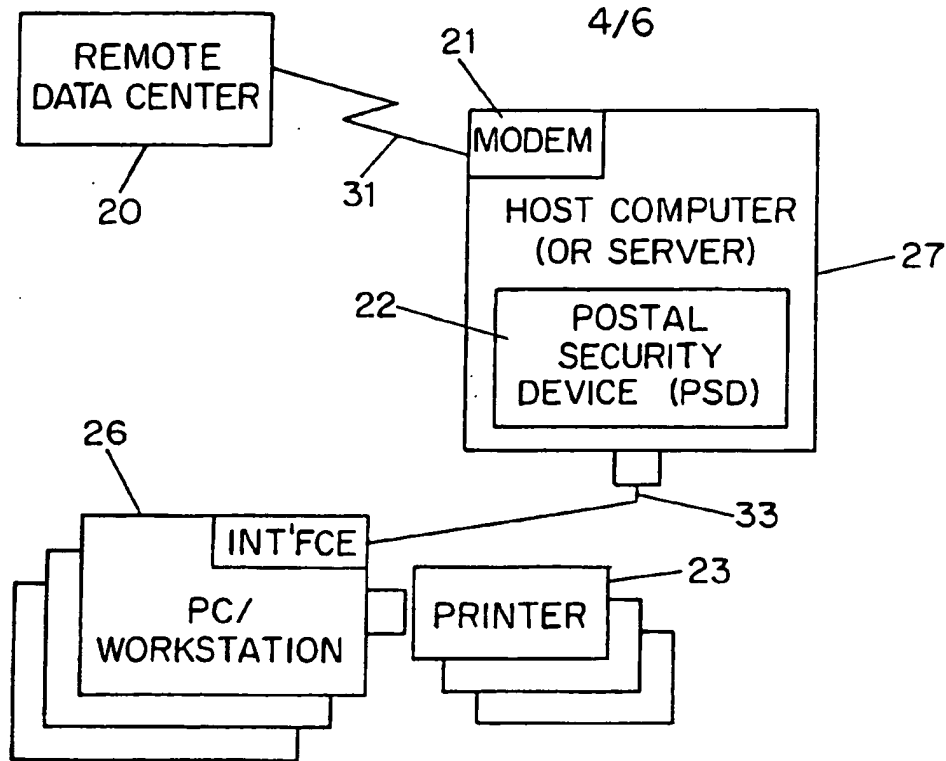 4/6
REMOTE
DATA CENTER
20
31
21
MODEM
HOST COMPUTER
(OR SERVER)
27
22
POSTAL
SECURITY
DEVICE (PSD)
33
26
INT'FCE
PC/
WORKSTATION
23
PRINTER